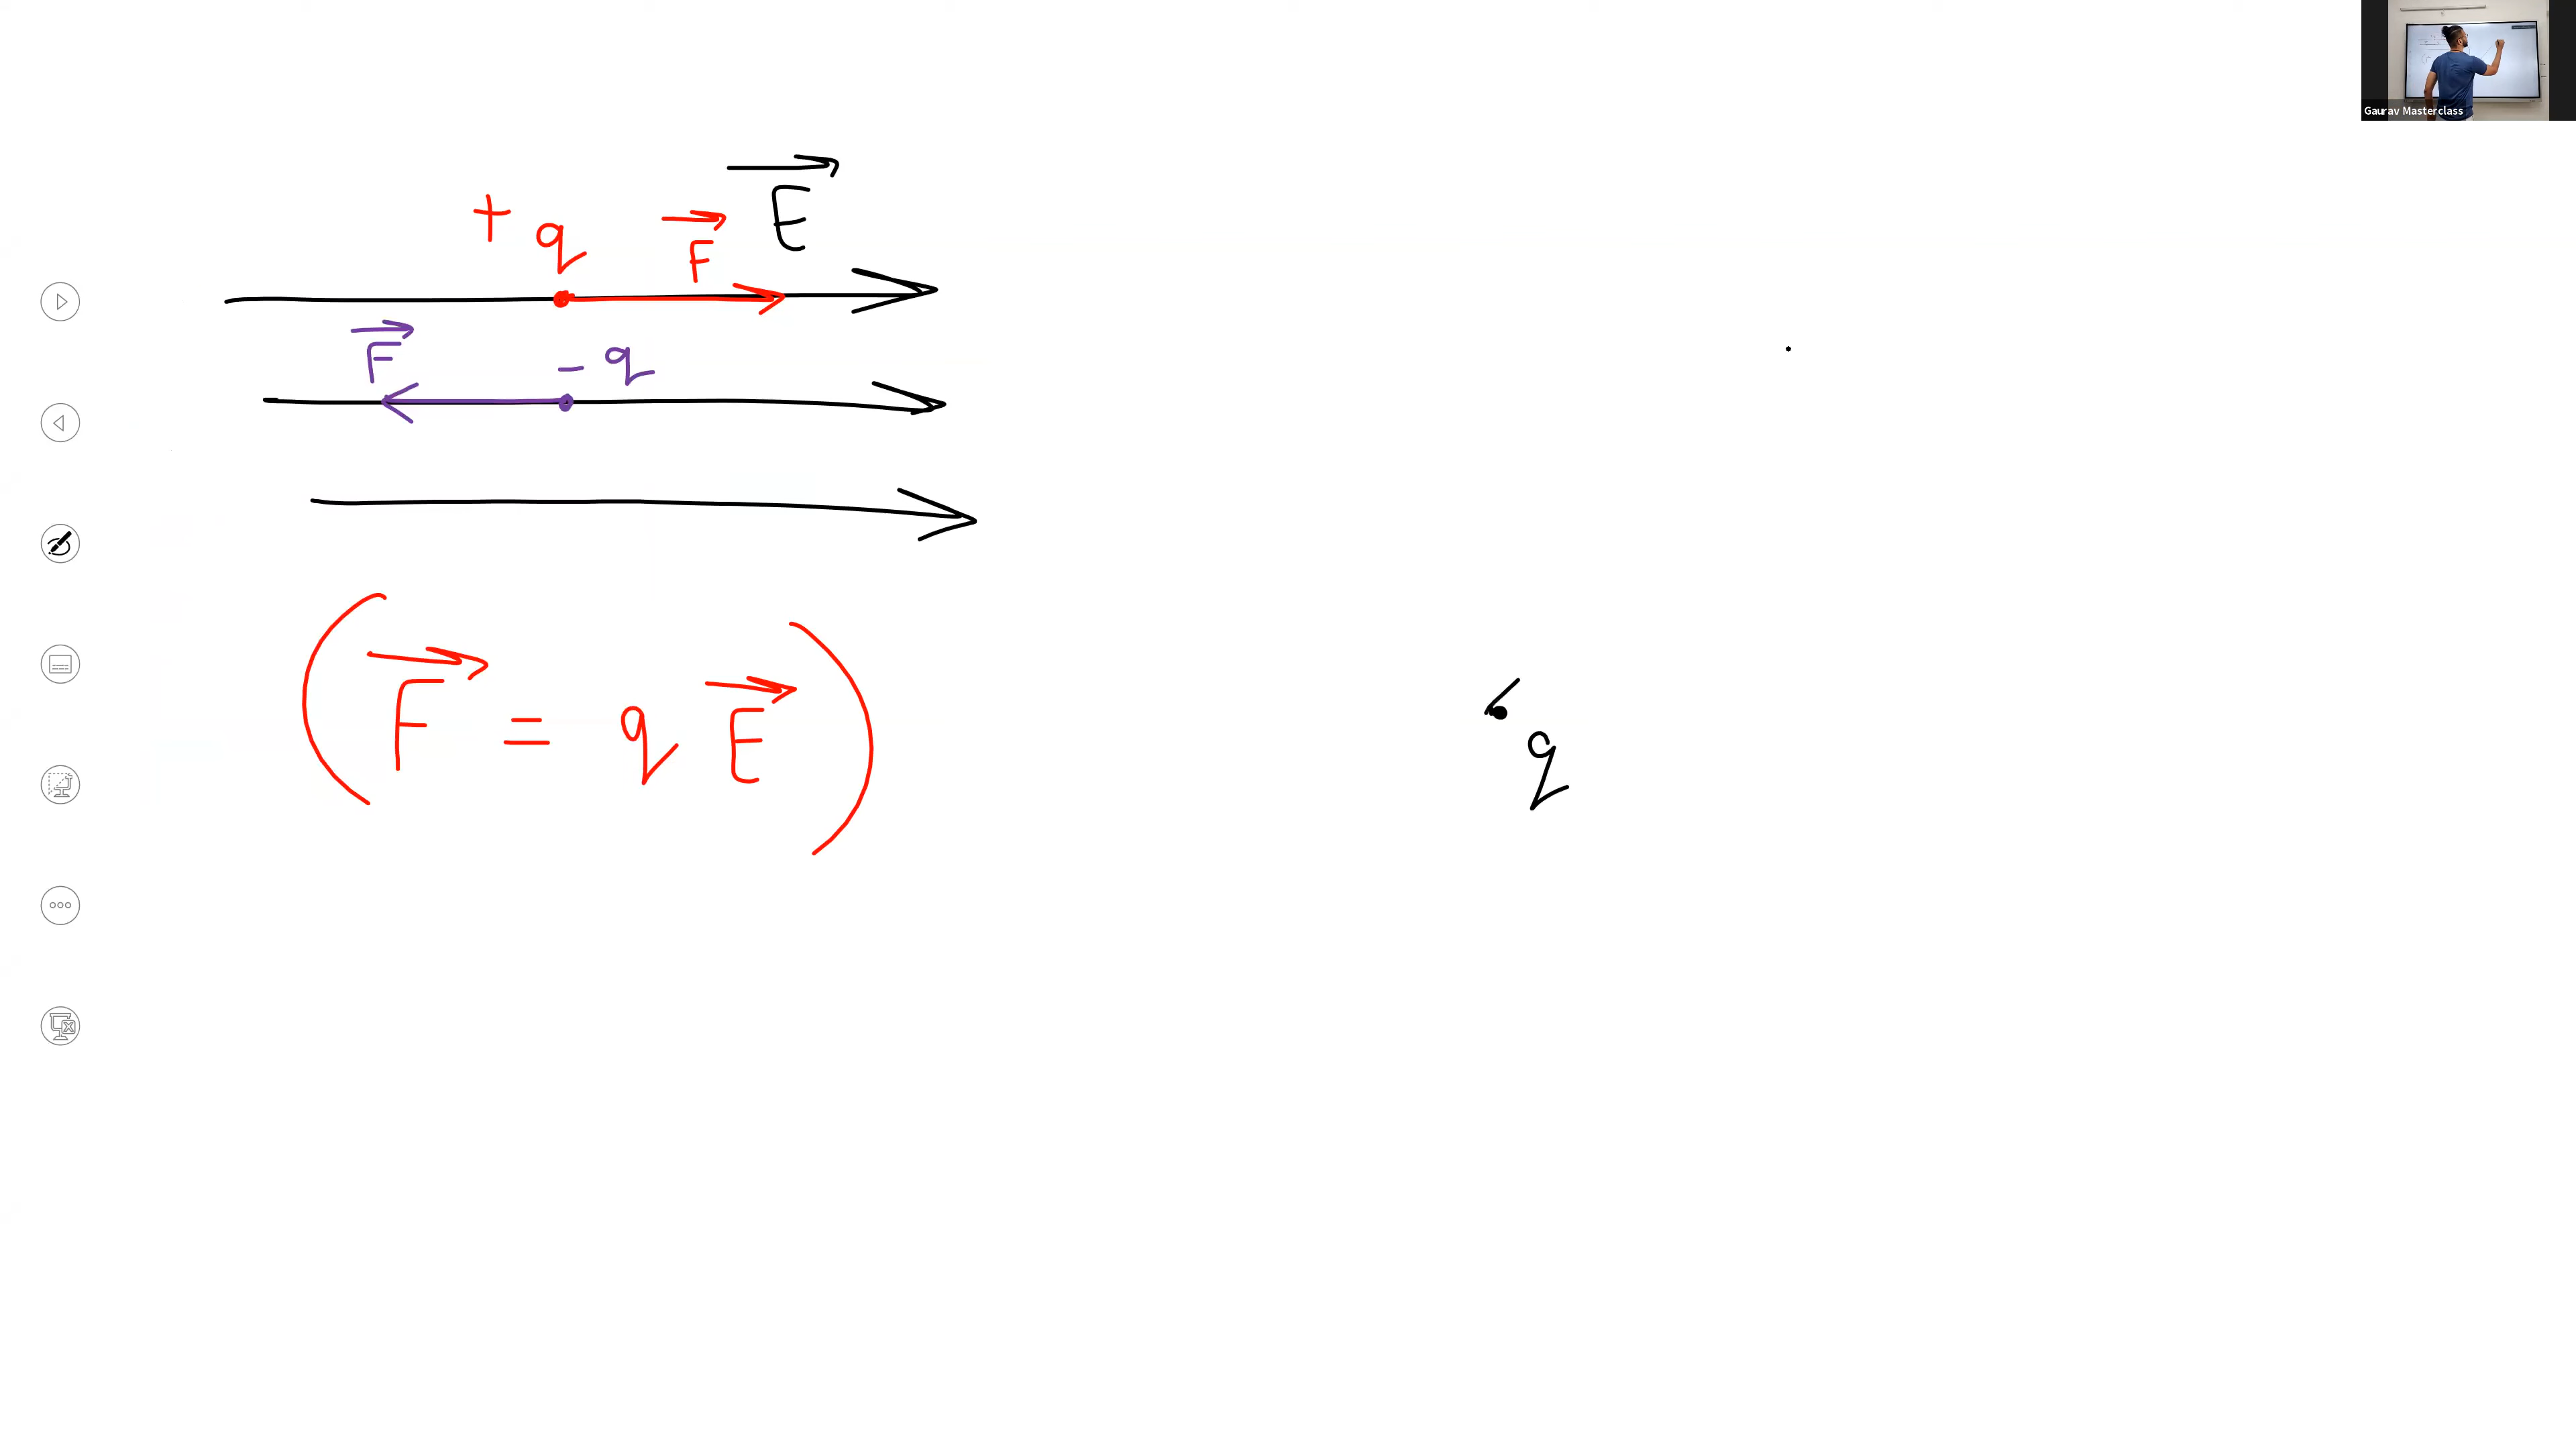 Gaurav Masterclass
E
+ q F
F - q
F = q E
q